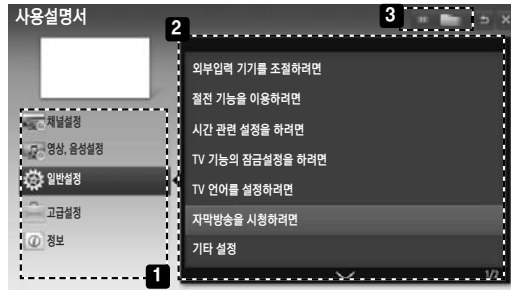 사용설명서
2
3
외부입력 기기를 조절하려면
절전 기능을 이용하려면
시간 관련 설정을 하려면
TV 기능의 잠금설정을 하려면
TV 언어를 설정하려면
자막방송을 시청하려면
기타 설정
1/2
채널설정
영상, 음성설정
일반설정
고급설정
정보
1